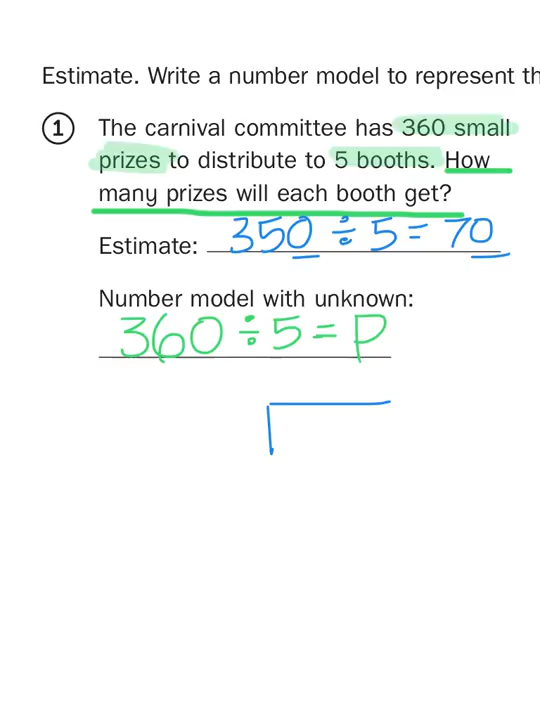 Estimate. Write a number model to represent th
1 The carnival committee has 360 small
prizes to distribute to 5 booths. How
many prizes will each booth get?
Estimate: 350 ÷ 5 = 70
Number model with unknown:
360 ÷ 5 = P